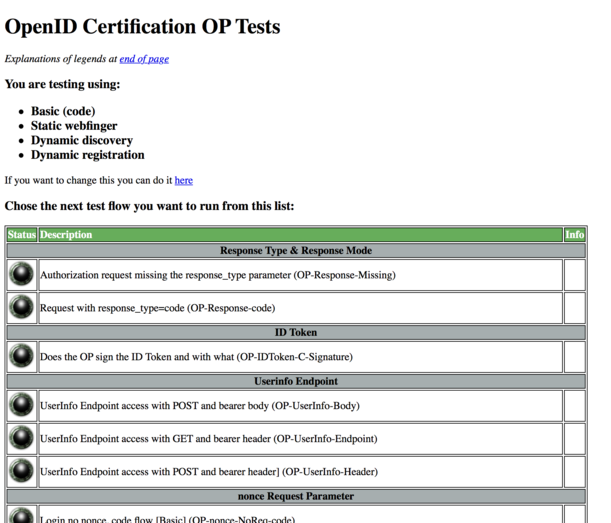 OpenID Certification OP Tests
Explanations of legends at end of page
You are testing using:
Basic (code)
Static webfinger
Dynamic discovery
Dynamic registration
If you want to change this you can do it here
Chose the next test flow you want to run from this list:
Status Description Info
Response Type & Response Mode
Authorization request missing the response_type parameter (OP-Response-Missing)
Request with response_type=code (OP-Response-code)
ID Token
Does the OP sign the ID Token and with what (OP-IDToken-C-Signature)
Userinfo Endpoint
UserInfo Endpoint access with POST and bearer body (OP-UserInfo-Body)
UserInfo Endpoint access with GET and bearer header (OP-UserInfo-Endpoint)
UserInfo Endpoint access with POST and bearer header] (OP-UserInfo-Header)
nonce Request Parameter
Login no nonce, code flow [Basic] (OP-nonce-NoReq-code)